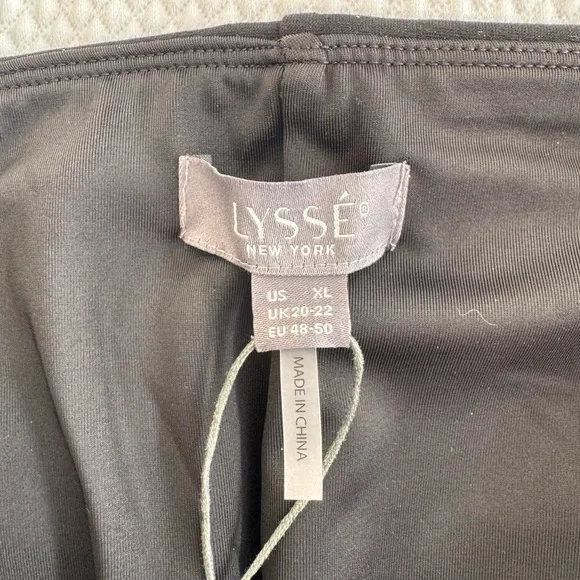 LYSSÉ®
NEW YORK
US XL
UK 20-22
EU 48-50
MADE IN CHINA